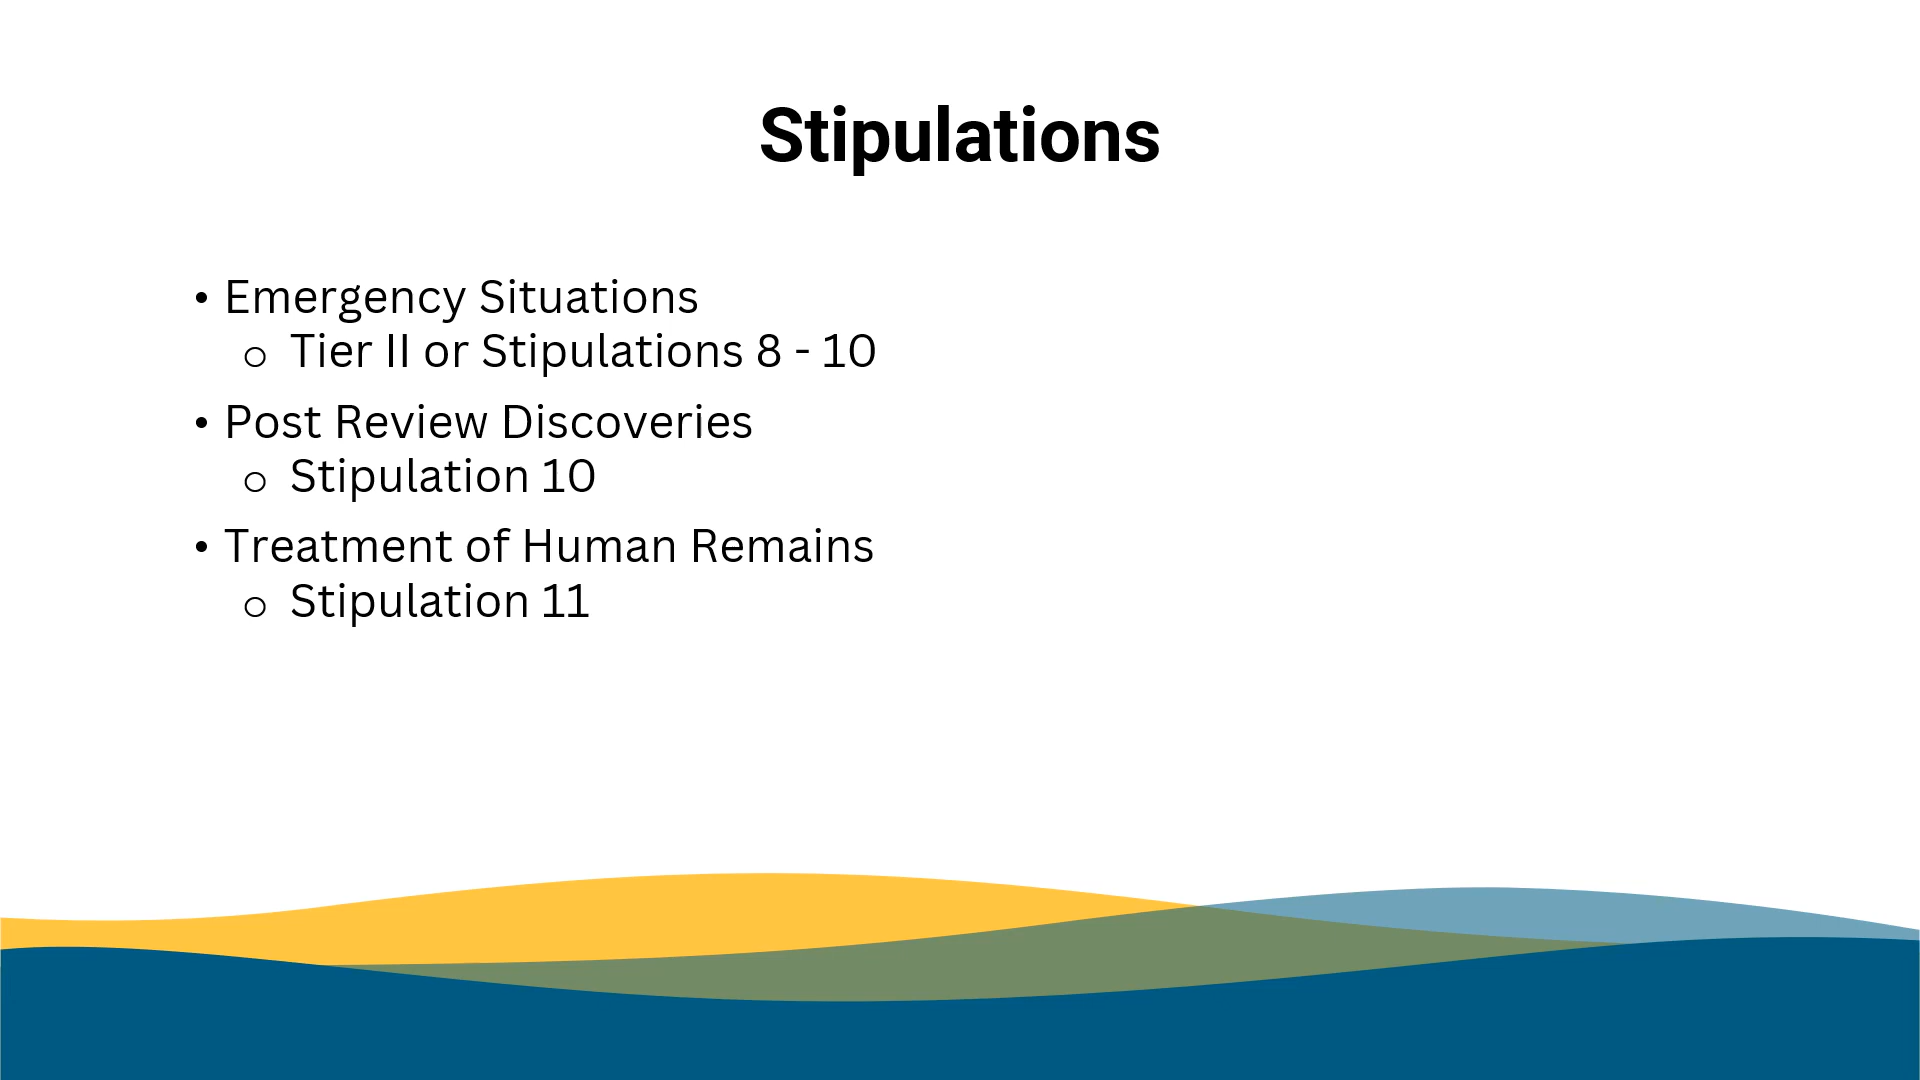 Stipulations
• Emergency Situations
o Tier II or Stipulations 8 - 10
• Post Review Discoveries
o Stipulation 10
• Treatment of Human Remains
o Stipulation 11